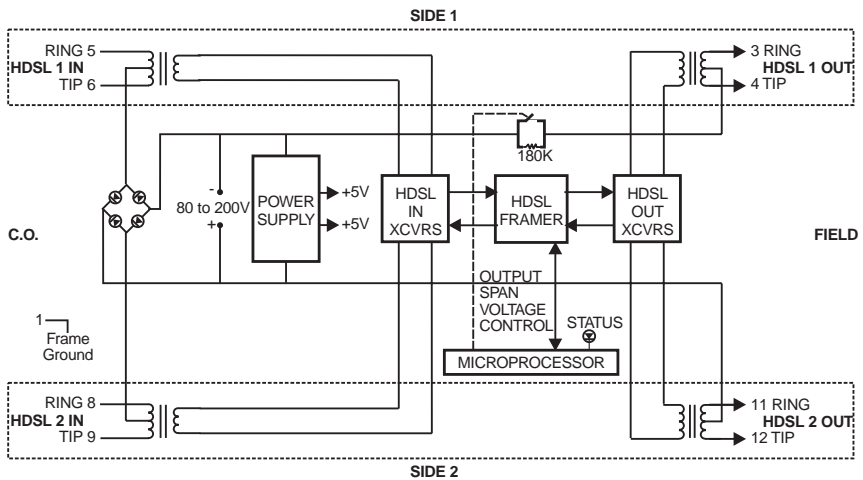 SIDE 1
RING 5
HDSL 1 IN
TIP 6
3 RING
HDSL 1 OUT
4 TIP
180K
-
80 to 200V
+
POWER
SUPPLY
+5V
+5V
HDSL
IN
XCVRS
HDSL
FRAMER
HDSL
OUT
XCVRS
C.O.
FIELD
OUTPUT
SPAN
VOLTAGE
CONTROL
STATUS
MICROPROCESSOR
1
Frame
Ground
RING 8
HDSL 2 IN
TIP 9
11 RING
HDSL 2 OUT
12 TIP
SIDE 2